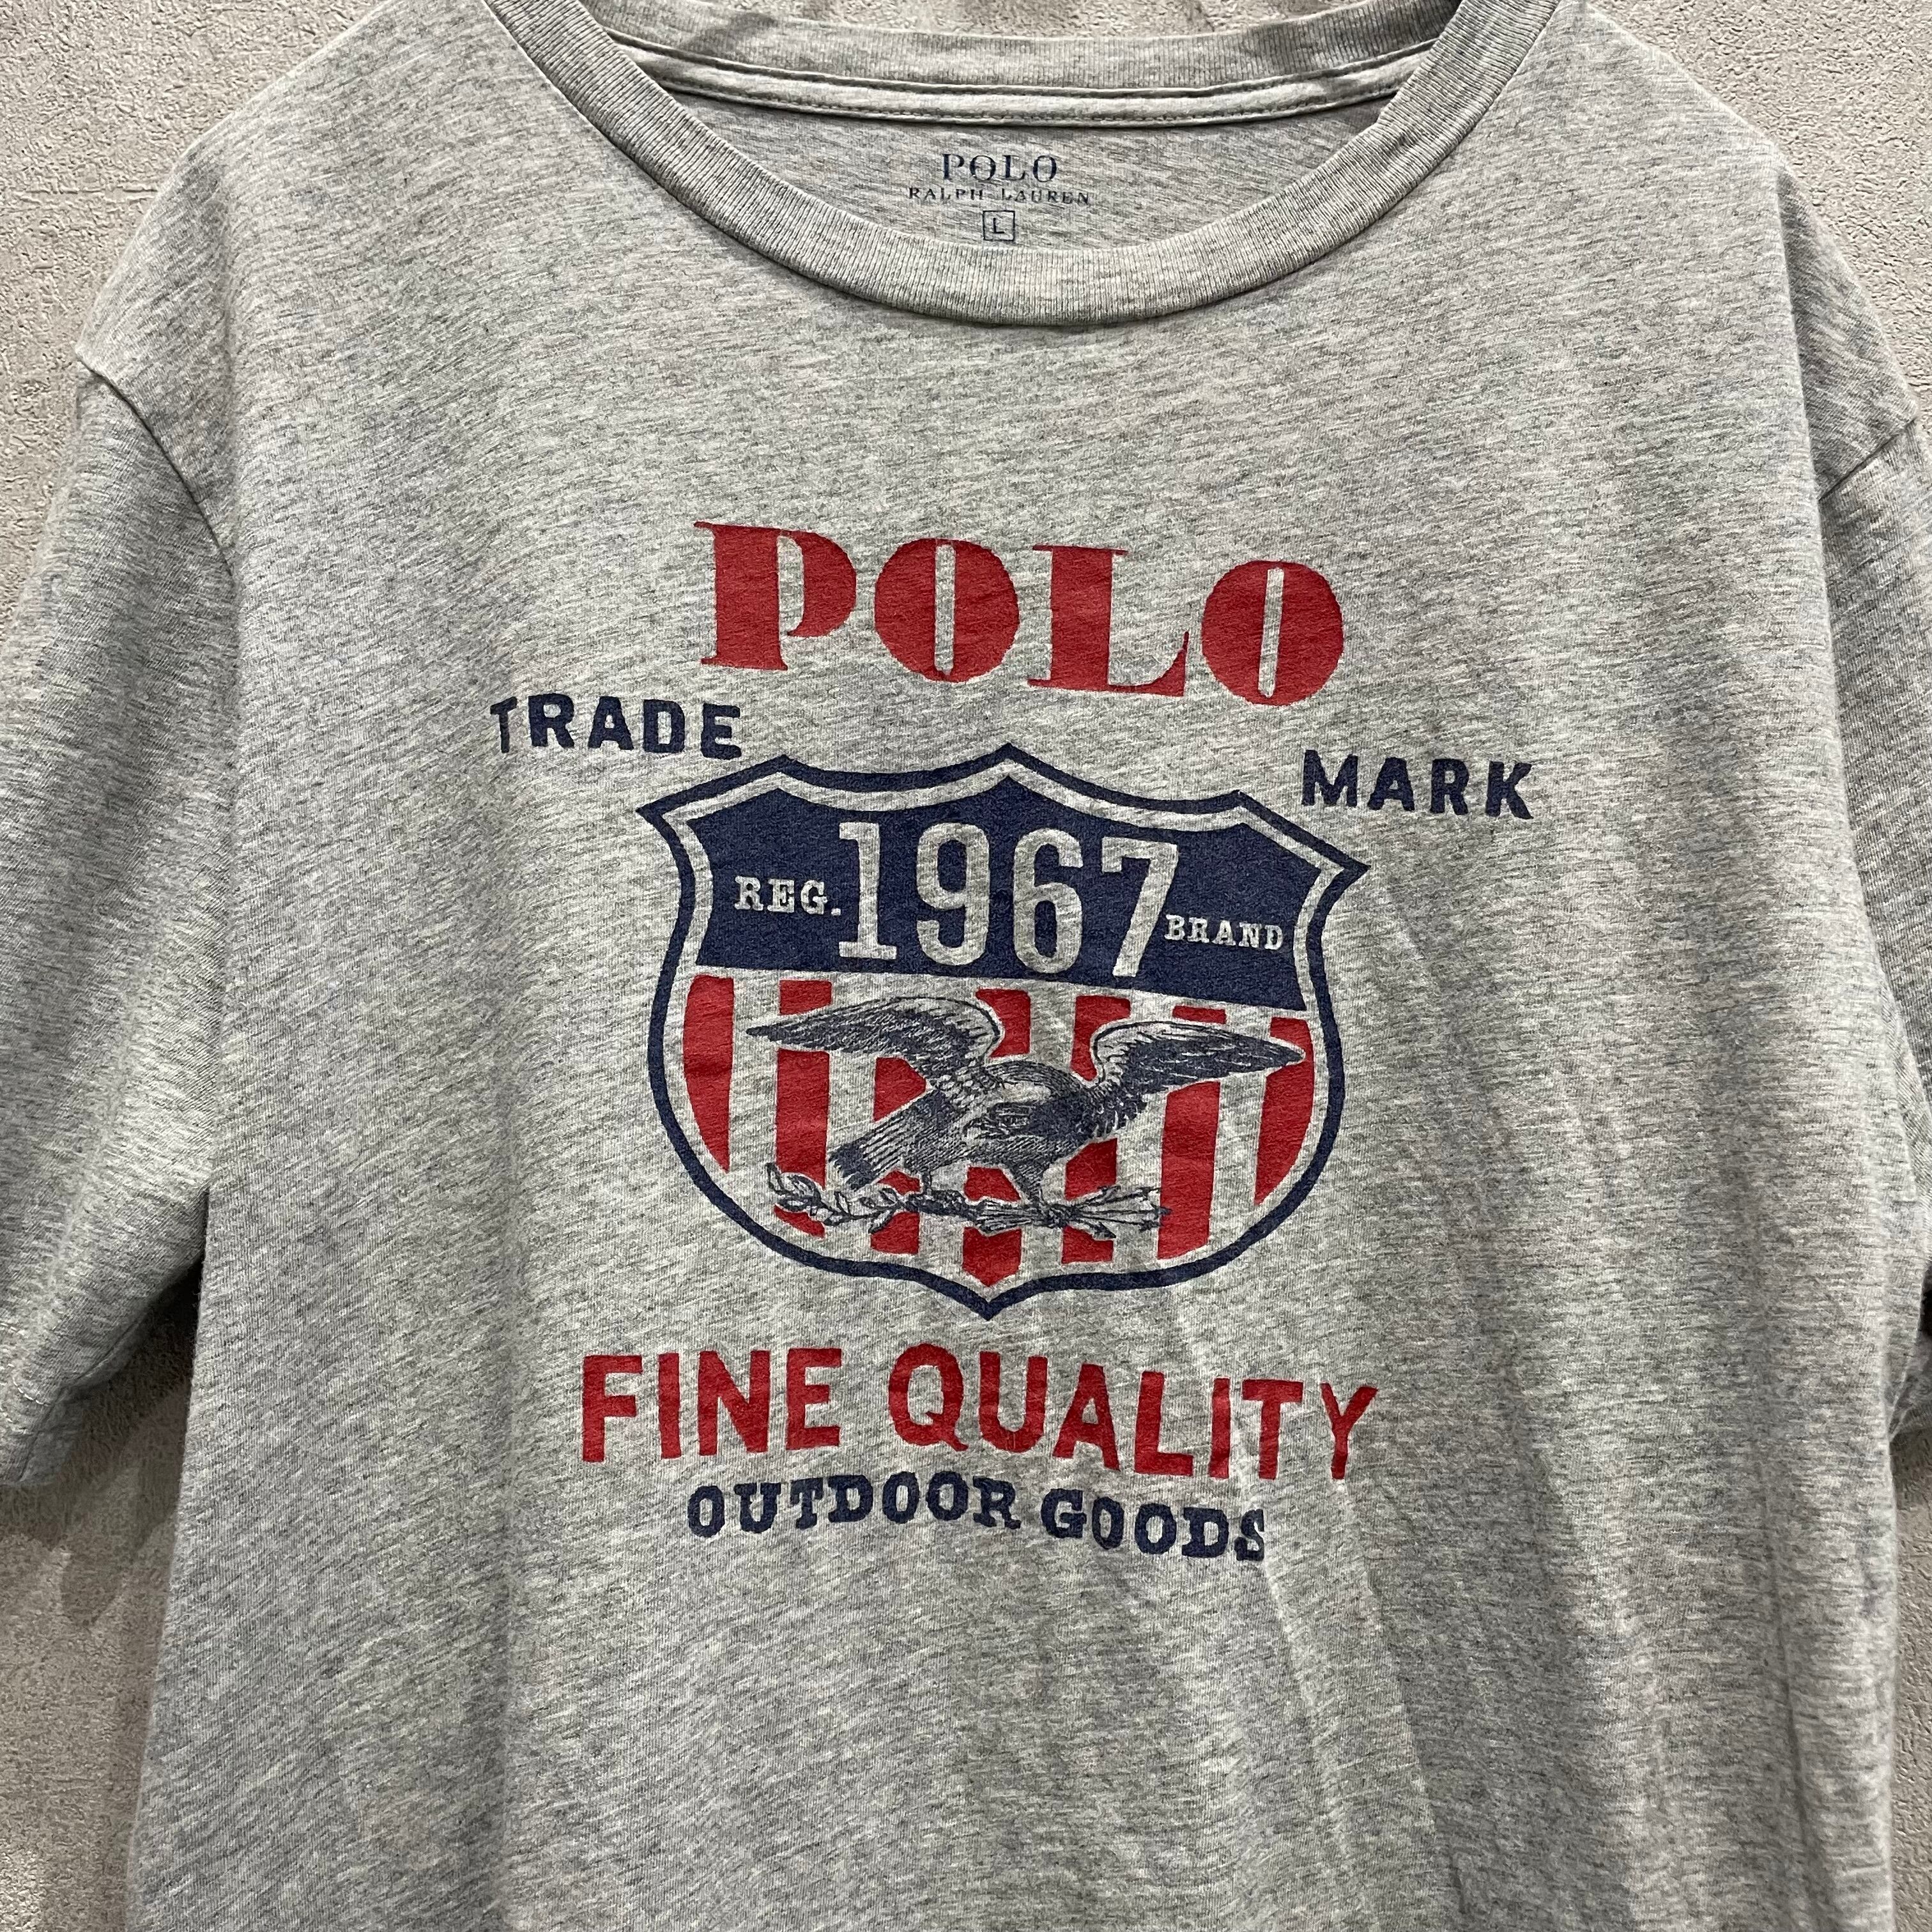 POLO
RALPH LAUREN
L
POLO
TRADE MARK
REG. 1967 BRAND
FINE QUALITY
OUTDOOR GOODS